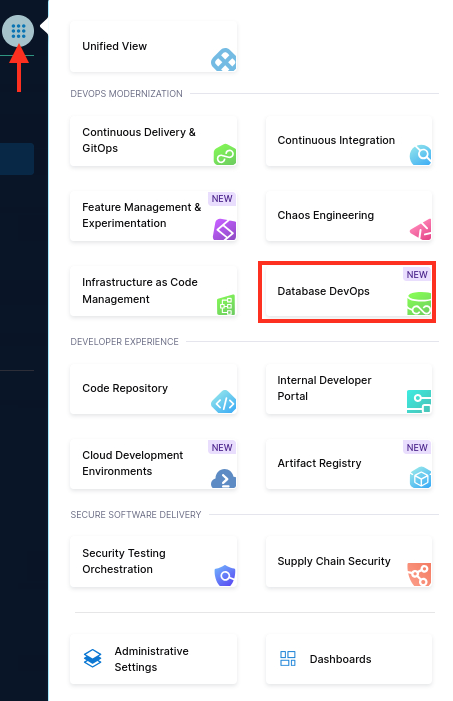 Unified View
DEVOPS MODERNIZATION
Continuous Delivery &
GitOps
Continuous Integration
NEW
Feature Management &
Experimentation
Chaos Engineering
Infrastructure as Code
Management
NEW
Database DevOps
DEVELOPER EXPERIENCE
Code Repository
Internal Developer
Portal
NEW
Cloud Development
Environments
NEW
Artifact Registry
SECURE SOFTWARE DELIVERY
Security Testing
Orchestration
Supply Chain Security
Administrative
Settings
Dashboards